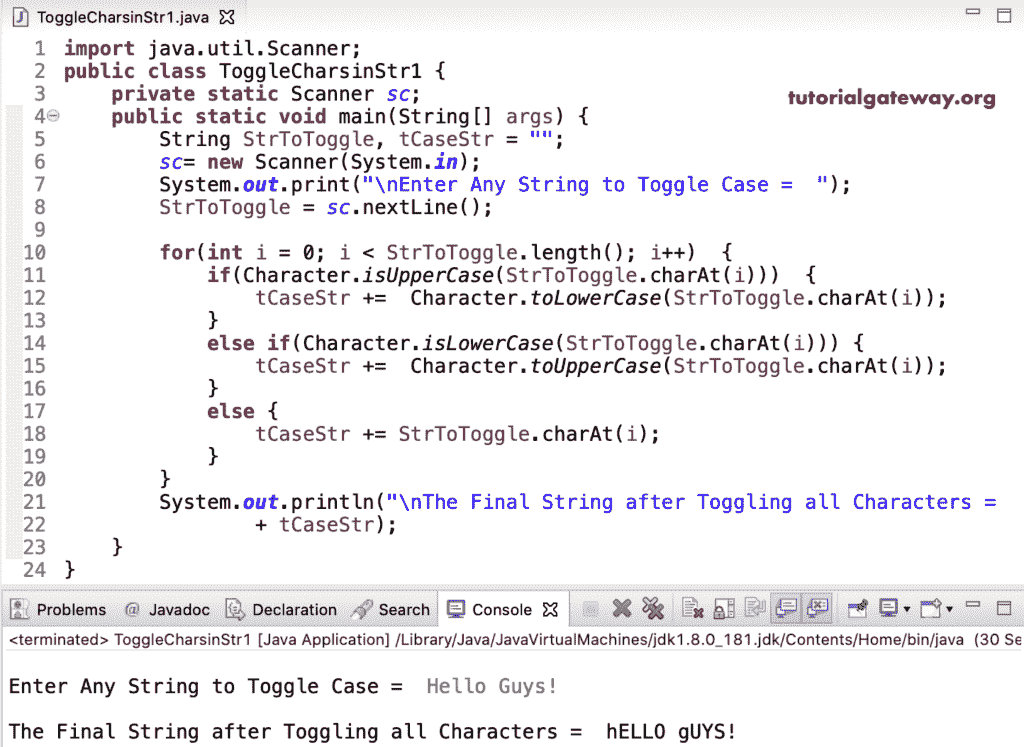 ToggleCharsinStr1.java
1 import java.util.Scanner;
2 public class ToggleCharsinStr1 {
3     private static Scanner sc;
tutorialgateway.org
4     public static void main(String[] args) {
5         String StrToToggle, tCaseStr = "";
6         sc= new Scanner(System.in);
7         System.out.print("\nEnter Any String to Toggle Case =  ");
8         StrToToggle = sc.nextLine();
9
10         for(int i = 0; i < StrToToggle.length(); i++)  {
11             if(Character.isUpperCase(StrToToggle.charAt(i)))  {
12                 tCaseStr +=  Character.toLowerCase(StrToToggle.charAt(i));
13             }
14             else if(Character.isLowerCase(StrToToggle.charAt(i))) {
15                 tCaseStr +=  Character.toUpperCase(StrToToggle.charAt(i));
16             }
17             else {
18                 tCaseStr += StrToToggle.charAt(i);
19             }
20         }
21         System.out.println("\nThe Final String after Toggling all Characters =
22                 + tCaseStr);
23     }
24 }
Problems @ Javadoc Declaration Search Console
<terminated> ToggleCharsinStr1 [Java Application] /Library/Java/JavaVirtualMachines/jdk1.8.0_181.jdk/Contents/Home/bin/java (30 Se
Enter Any String to Toggle Case =  Hello Guys!
The Final String after Toggling all Characters =  hELLO gUYS!